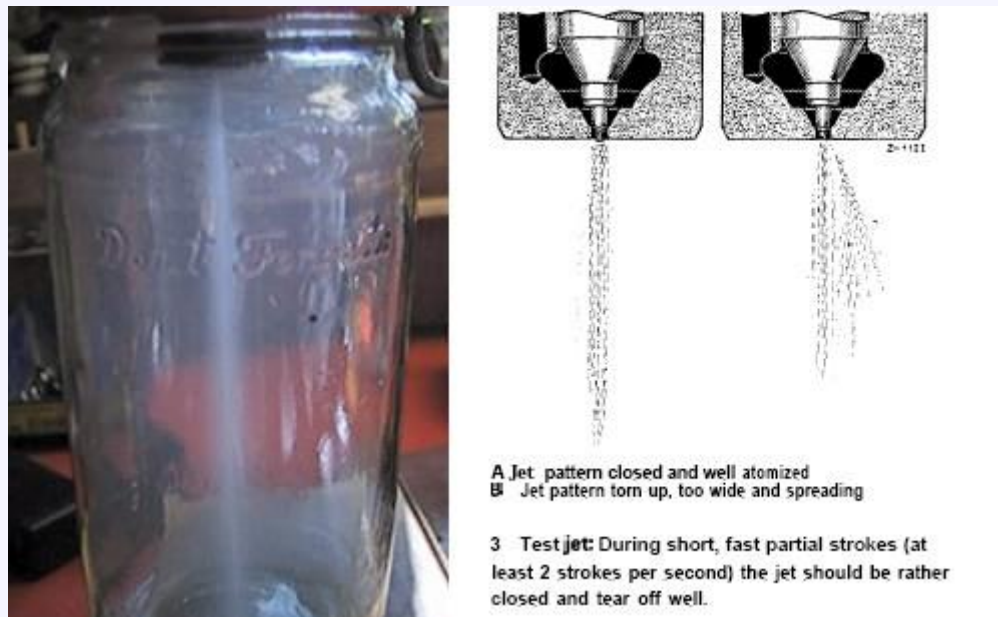 Don't Forget
A Jet pattern closed and well atomized
B Jet pattern torn up, too wide and spreading
3 Test jet: During short, fast partial strokes (at
least 2 strokes per second) the jet should be rather
closed and tear off well.